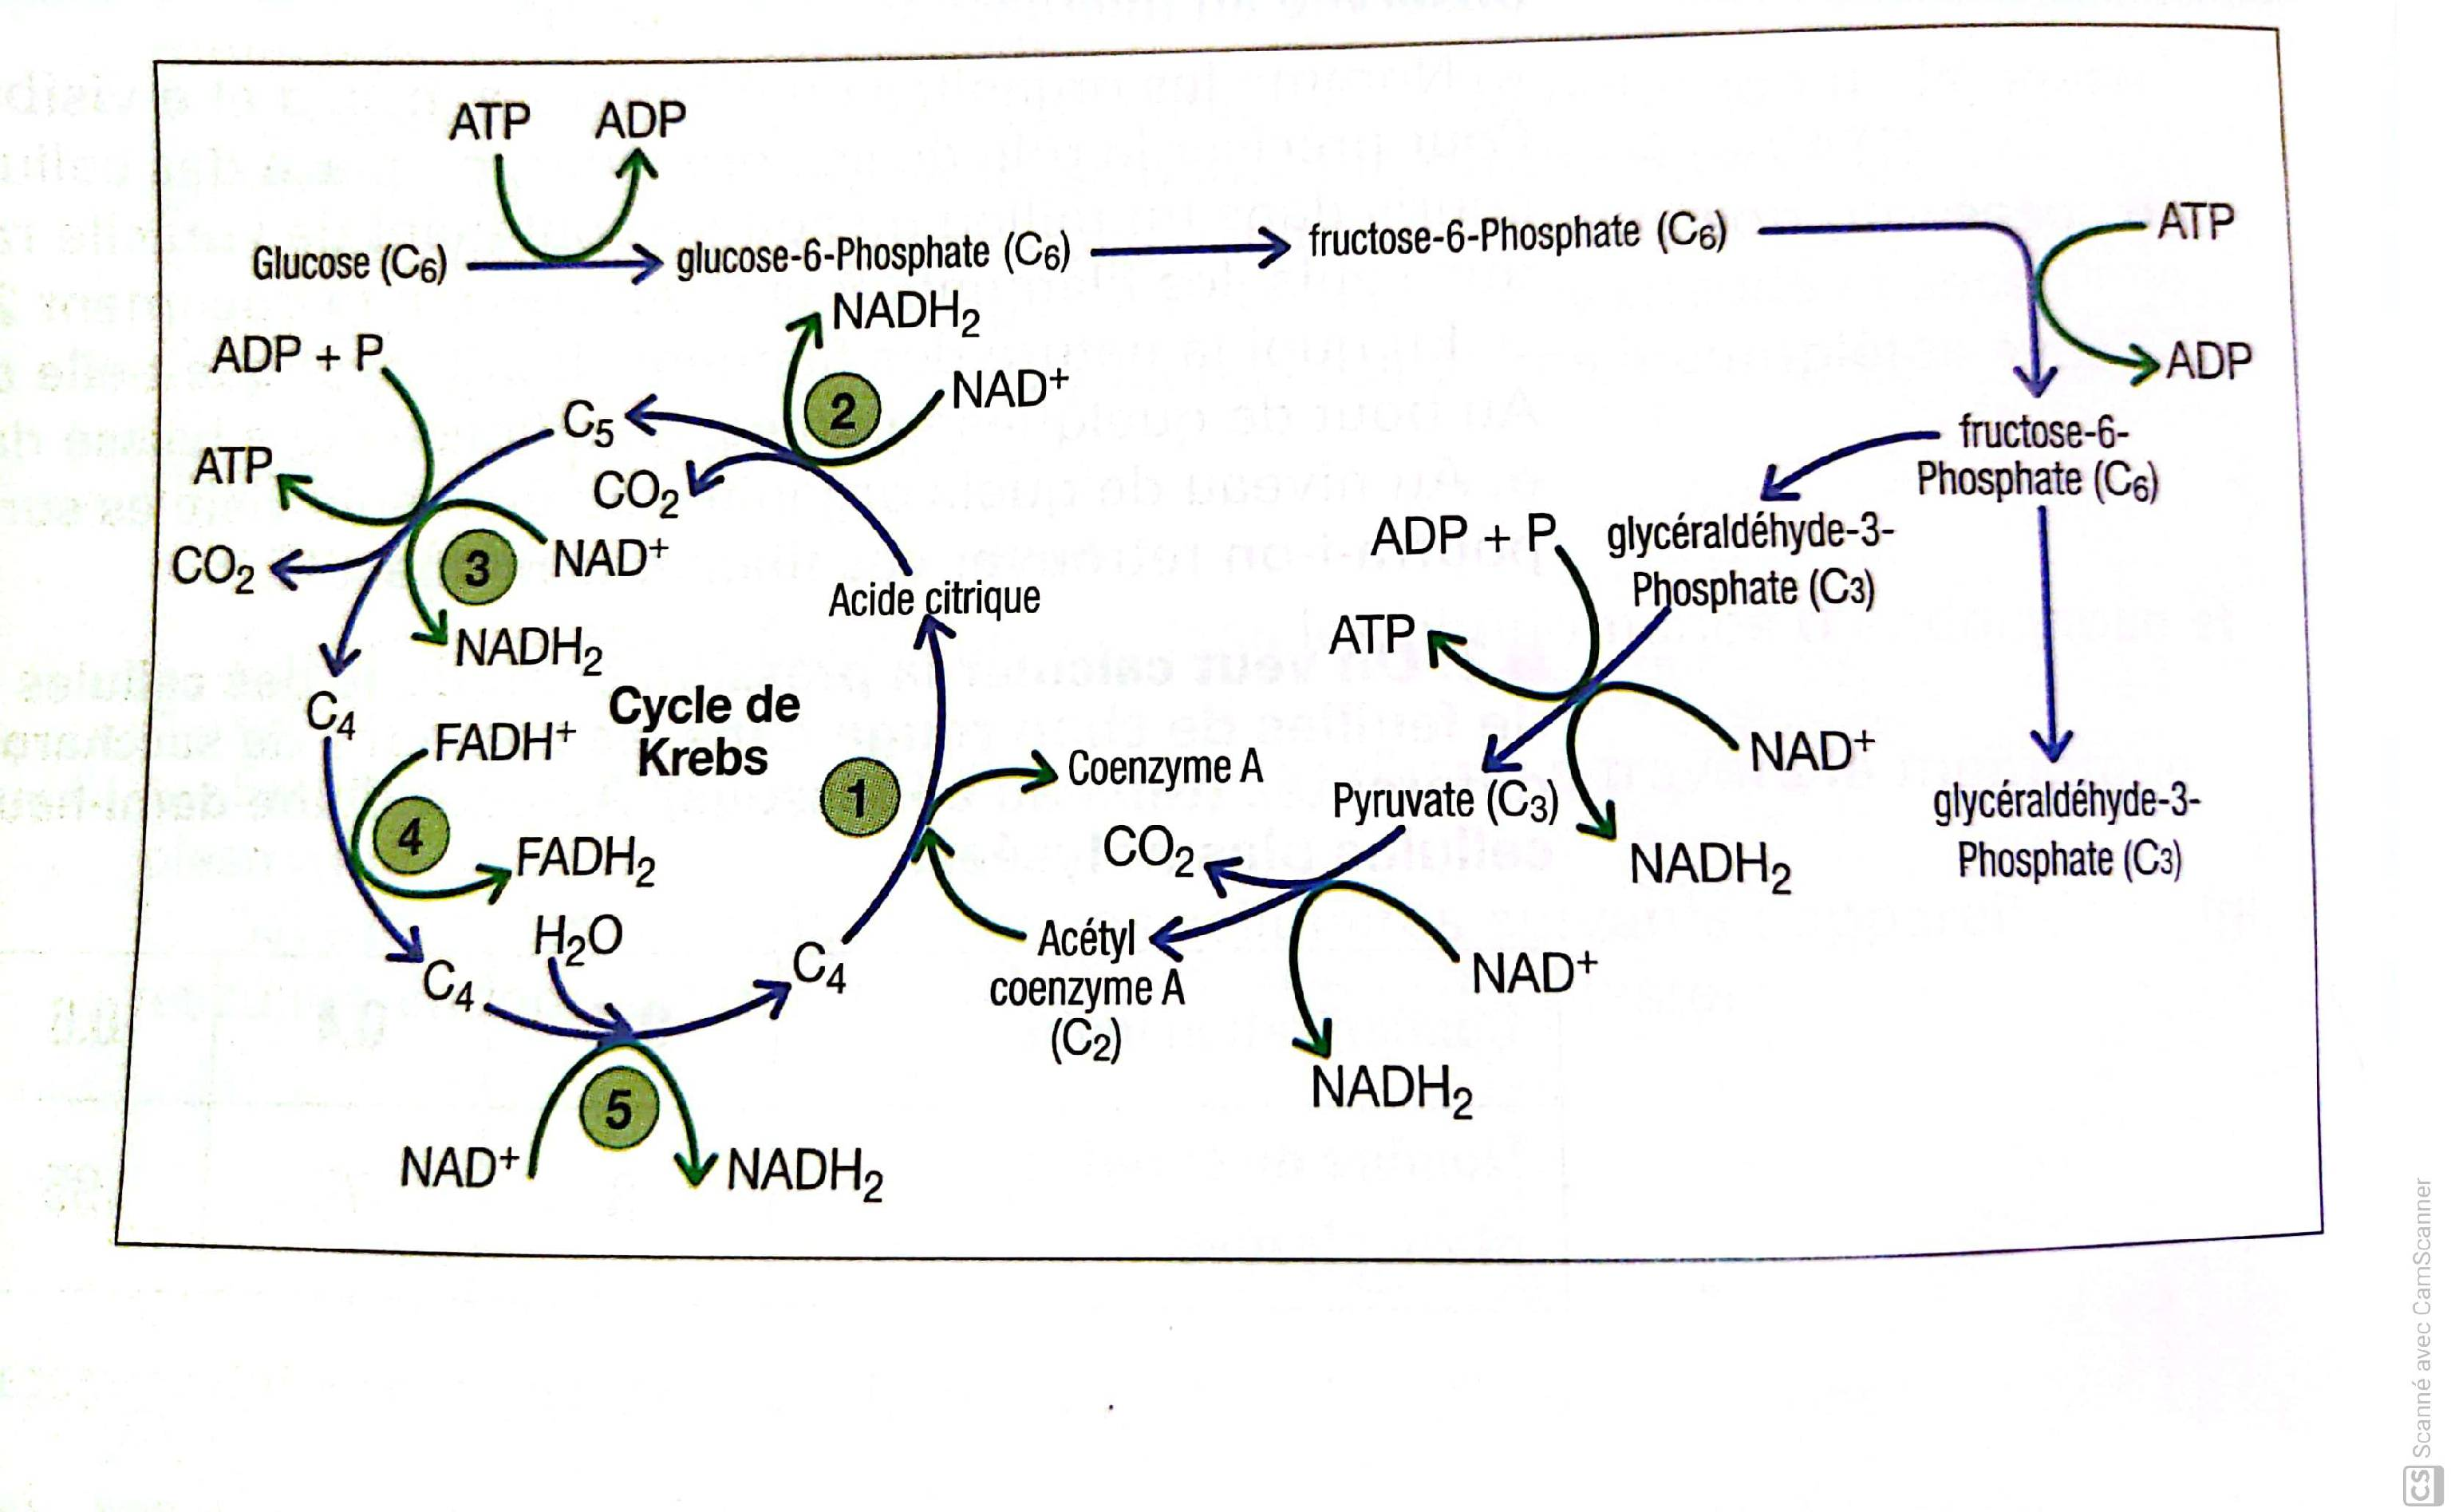 ATP ADP
Glucose (C6) glucose-6-Phosphate (C6) fructose-6-Phosphate (C6) ATP
ADP
fructose-6-
Phosphate (C6)
glycéraldéhyde-3-
Phosphate (C3)
glycéraldéhyde-3-
Phosphate (C3)
ADP + P
ATP
NAD+
NADH2
Pyruvate (C3)
CO2
NAD+
NADH2
Acétyl
coenzyme A
(C2)
Coenzyme A
1
Acide citrique
NADH2
2
NAD+
C5
CO2
ADP + P
ATP
CO2
3
NAD+
NADH2
Cycle de
Krebs
C4
FADH+
4
FADH2
C4
H2O
C4
5
NAD+
NADH2
CS Scanné avec CamScanner